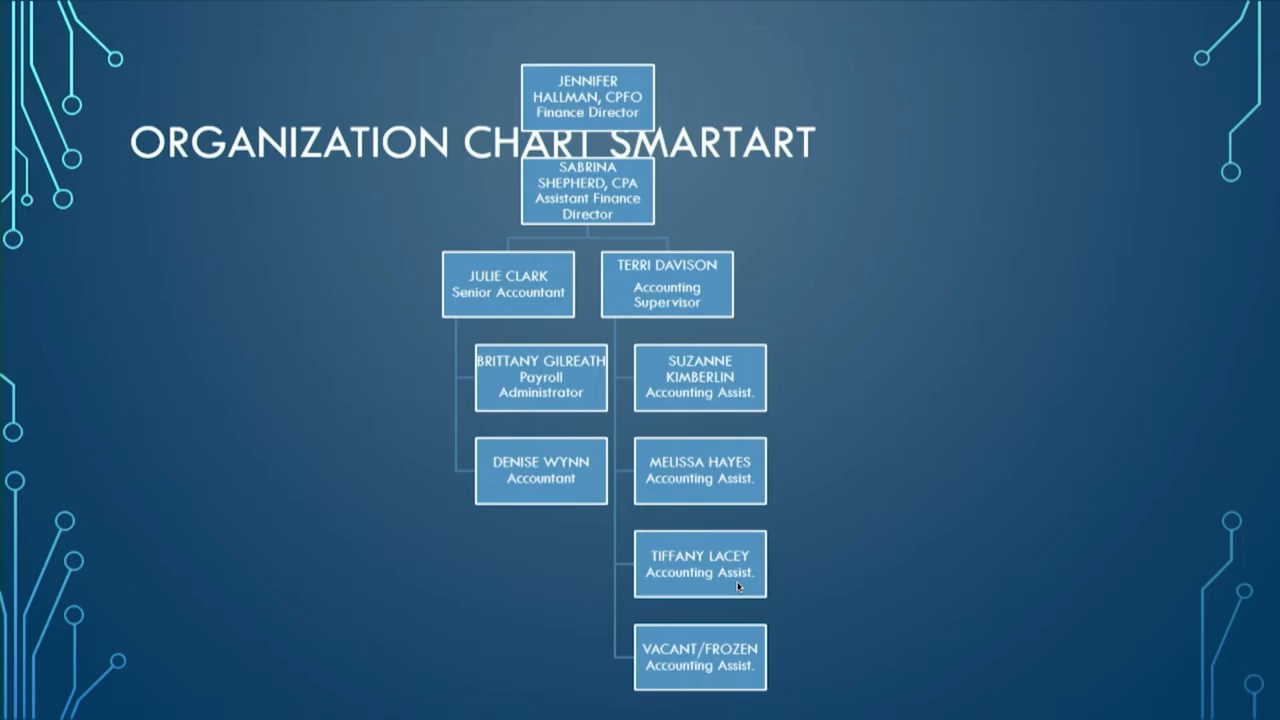 JENNIFER
HALLMAN, CPFO
Finance Director
ORGANIZATION CHART SMARTART
SABRINA
SHEPHERD, CPA
Assistant Finance
Director
JULIE CLARK
Senior Accountant
TERRI DAVISON
Accounting
Supervisor
BRITTANY GILREATH
Payroll
Administrator
SUZANNE
KIMBERLIN
Accounting Assist.
DENISE WYNN
Accountant
MELISSA HAYES
Accounting Assist.
TIFFANY LACEY
Accounting Assist.
VACANT/FROZEN
Accounting Assist.